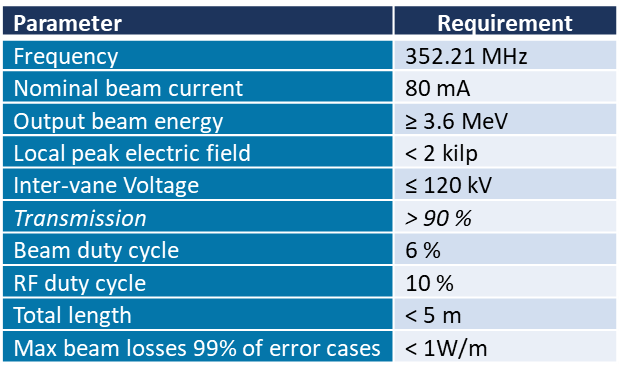 Parameter Requirement
Frequency 352.21 MHz
Nominal beam current 80 mA
Output beam energy ≥ 3.6 MeV
Local peak electric field < 2 kilp
Inter-vane Voltage ≤ 120 kV
Transmission > 90 %
Beam duty cycle 6 %
RF duty cycle 10 %
Total length < 5 m
Max beam losses 99% of error cases < 1W/m